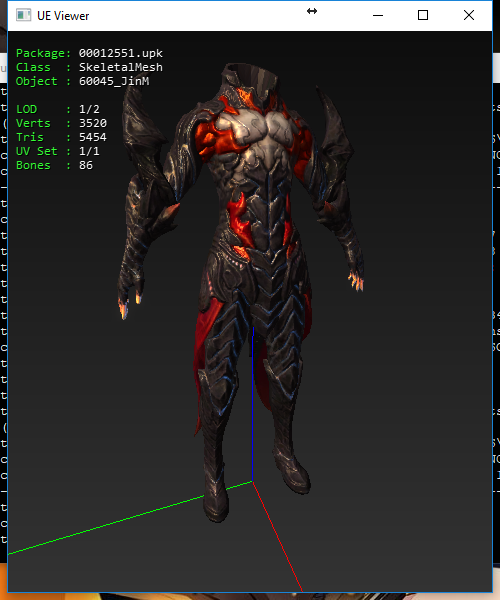 UE Viewer
Package: 00012551.upk
Class : SkeletalMesh
Object : 60045_JinM
LOD : 1/2
Verts : 3520
Tris : 5454
UV Set : 1/1
Bones : 86